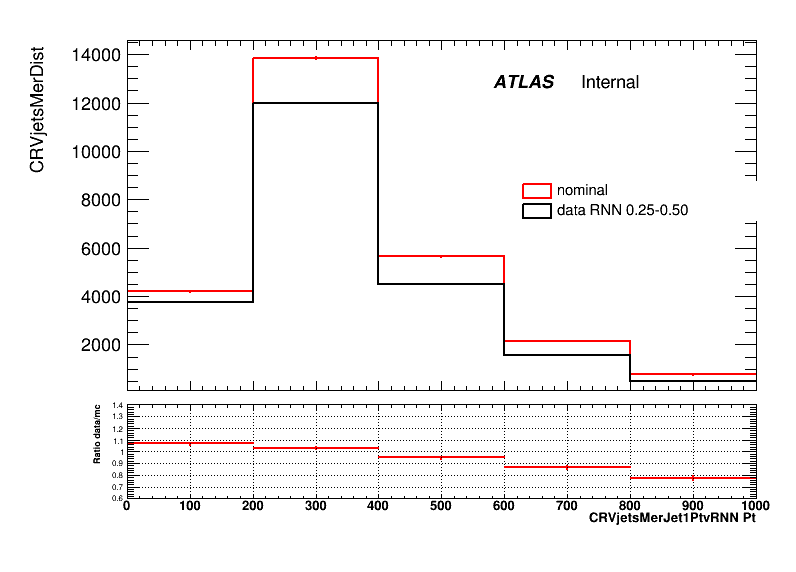 CRVjetsMerDist
14000
12000
10000
8000
6000
4000
2000
ATLAS Internal
nominal
data RNN 0.25-0.50
Ratio data/mc
1.4
1.3
1.2
1.1
1
0.9
0.8
0.7
0.6
0 100 200 300 400 500 600 700 800 900 1000
CRVjetsMerJet1PtvRNN Pt